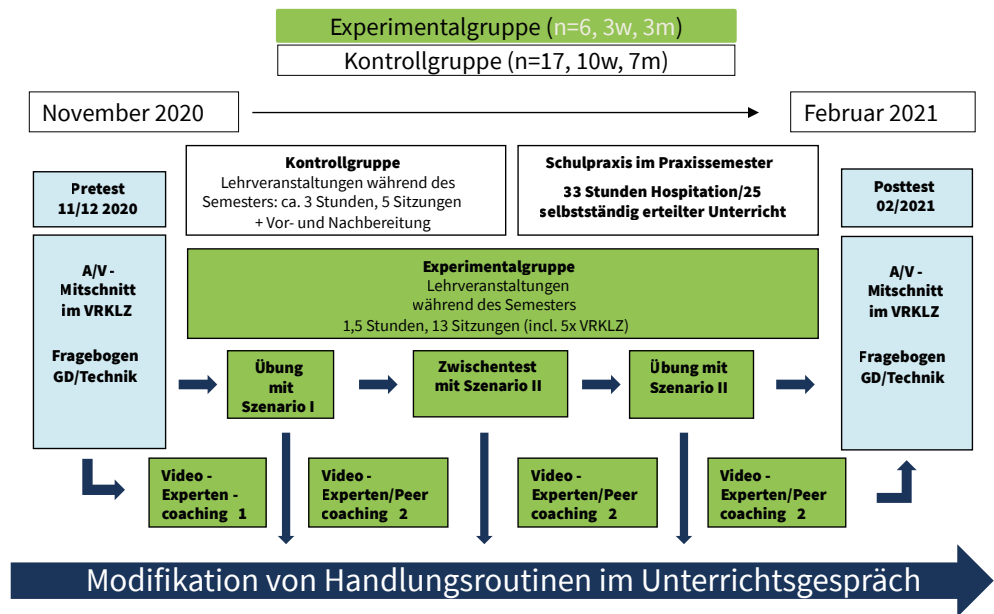 Experimentalgruppe (n=6, 3w, 3m)
Kontrollgruppe (n=17, 10w, 7m)
November 2020
Februar 2021
Kontrollgruppe
Lehrveranstaltungen während des
Semesters: ca. 3 Stunden, 5 Sitzungen
+ Vor- und Nachbereitung
Schulpraxis im Praxissemester
33 Stunden Hospitation/25
selbstständig erteilter Unterricht
Pretest
11/12 2020
Posttest
02/2021
A/V -
Mitschnitt
im VRKLZ
Fragebogen
GD/Technik
Experimentalgruppe
Lehrveranstaltungen
während des Semesters
1,5 Stunden, 13 Sitzungen (incl. 5x VRKLZ)
A/V -
Mitschnitt
im VRKLZ
Fragebogen
GD/Technik
Übung
mit
Szenario I
Zwischentest
mit Szenario II
Übung mit
Szenario II
Video -
Experten -
coaching 1
Video -
Experten/Peer
coaching 2
Video -
Experten/Peer
coaching 2
Video -
Experten/Peer
coaching 2
Modifikation von Handlungsroutinen im Unterrichtsgespräch